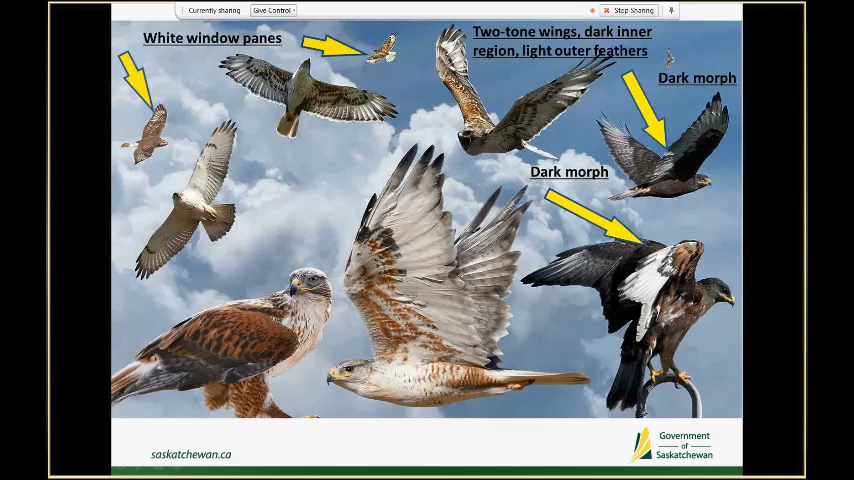 Currently sharing
Give Control
Stop Sharing
White window panes
Two-tone wings, dark inner
region, light outer feathers
Dark morph
Dark morph
saskatchewan.ca
Government
of
Saskatchewan